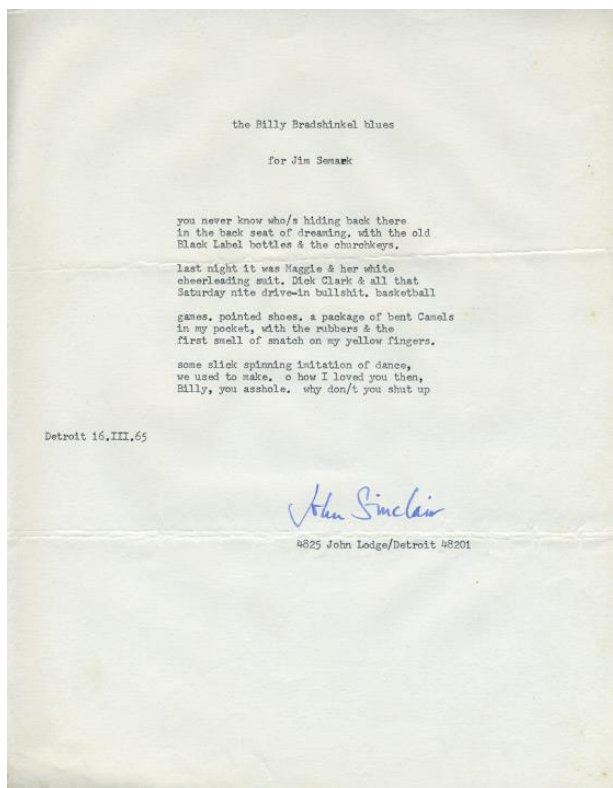 the Billy Bradshinkel blues
for Jim Semark
you never know who/s hiding back there
in the back seat of dreaming. with the old
Black Label bottles & the churchkeys.
last night it was Maggie & her white
cheerleading suit. Dick Clark & all that
Saturday nite drive-in bullshit. basketball
games. pointed shoes. a package of bent Camels
in my pocket, with the rubbers & the
first smell of snatch on my yellow fingers.
some slick spinning imitation of dance,
we used to make. o how I loved you then,
Billy, you asshole. why don/t you shut up
Detroit 16.III.65
John Sinclair
4825 John Lodge/Detroit 48201